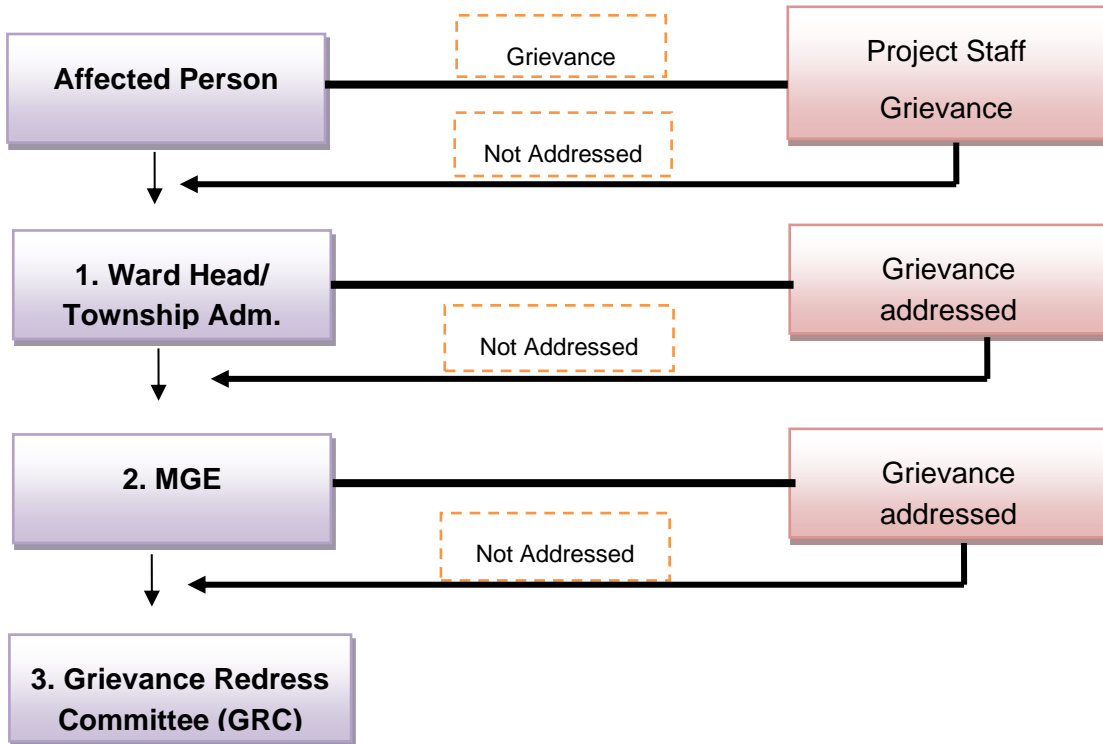 Affected Person
Grievance
Project Staff
Grievance
Not Addressed
1. Ward Head/
Township Adm.
Grievance
addressed
Not Addressed
2. MGE
Grievance
addressed
Not Addressed
3. Grievance Redress
Committee (GRC)